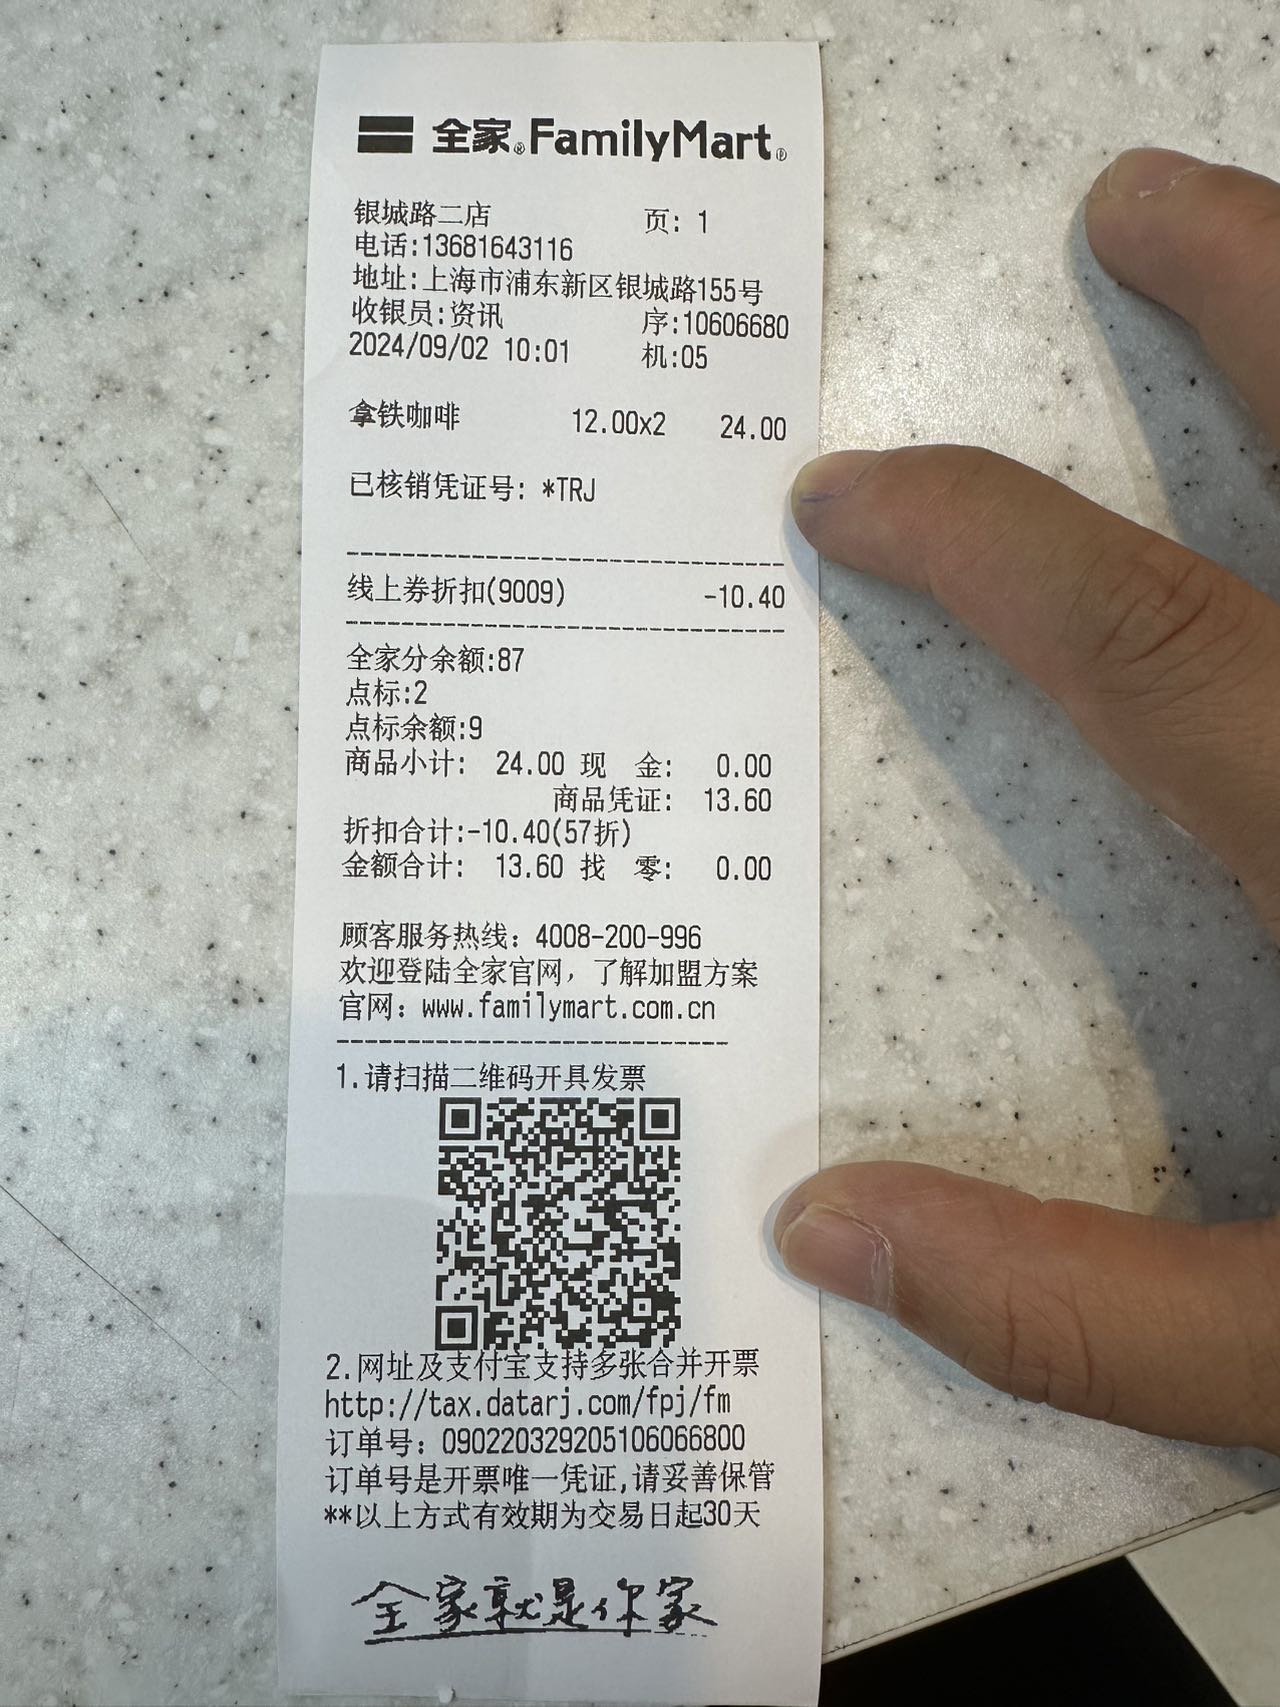 全家®FamilyMart®
银城路二店 页: 1
电话:13681643116
地址:上海市浦东新区银城路155号
收银员:资讯 序:10606680
2024/09/02 10:01 机:05
拿铁咖啡 12.00x2 24.00
已核销凭证号: *TRJ
线上券折扣(9009) -10.40
全家分余额:87
点标:2
点标余额:9
商品小计: 24.00 现 金: 0.00
商品凭证: 13.60
折扣合计:-10.40(57折)
金额合计: 13.60 找 零: 0.00
顾客服务热线: 4008-200-996
欢迎登陆全家官网, 了解加盟方案
官网: www.familymart.com.cn
1.请扫描二维码开具发票
2.网址及支付宝支持多张合并开票
http://tax.datarj.com/fpj/fm
订单号: 090220329205106066800
订单号是开票唯一凭证,请妥善保管
**以上方式有效期为交易日起30天
全家就是你家